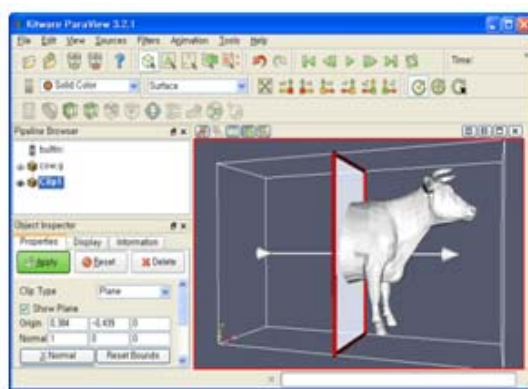 Kitware ParaView 3.2.1
File Edit View Sources Filters Animation Tools Help
Time:
Solid Color Surface
Pipeline Browser
builtin:
cow.g
Clip1
Object Inspector
Properties Display Information
Apply Reset Delete
Clip Type Plane
Show Plane
Origin 0.384 -0.439 0
Normal 1 0 0
X Normal Reset Bounds